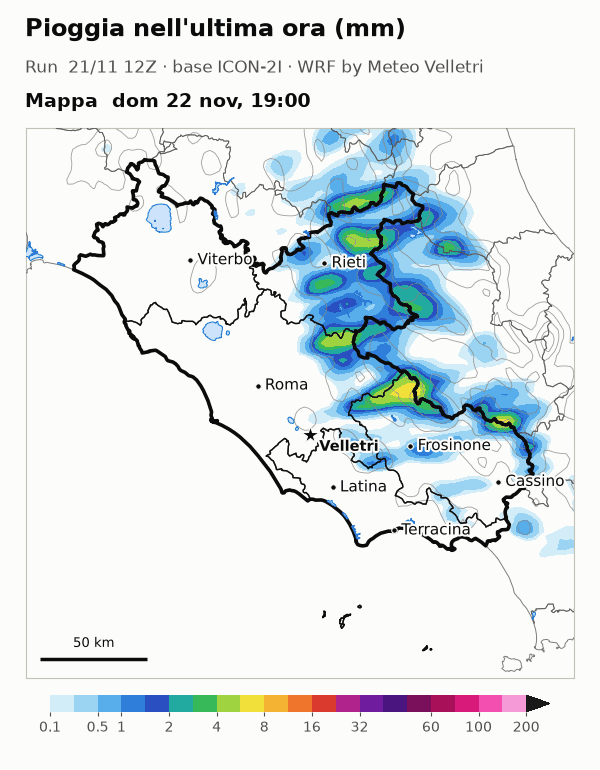 Pioggia nell'ultima ora (mm)
Run  21/11 12Z · base ICON-2I · WRF by Meteo Velletri
Mappa  dom 22 nov, 19:00
Viterbo
Rieti
Roma
Velletri
Frosinone
Latina
Cassino
Terracina
50 km
0.1 0.5 1 2 4 8 16 32 60 100 200